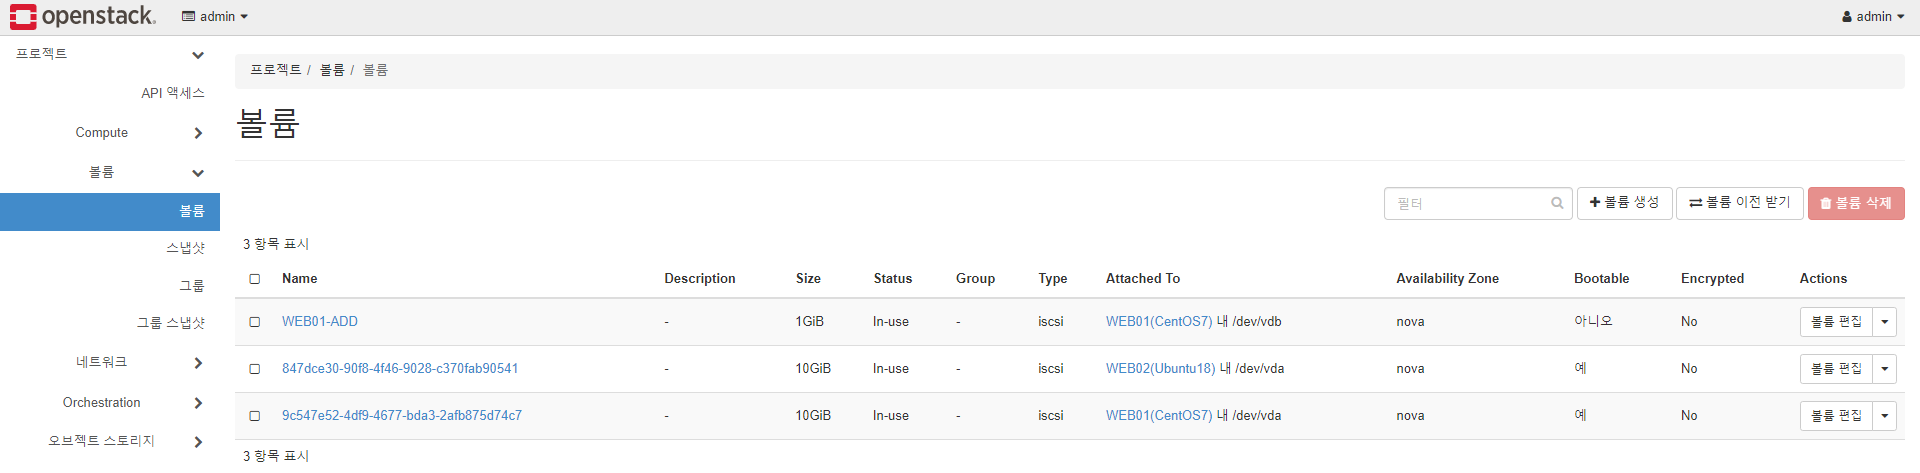 openstack. admin admin
프로젝트
API 액세스
Compute
볼륨
볼륨
스냅샷
그룹
그룹 스냅샷
네트워크
Orchestration
오브젝트 스토리지
프로젝트 / 볼륨 / 볼륨
볼륨
필터 볼륨 생성 볼륨 이전 받기 볼륨 삭제
3 항목 표시
Name Description Size Status Group Type Attached To Availability Zone Bootable Encrypted Actions
WEB01-ADD - 1GiB In-use - iscsi WEB01(CentOS7) 내 /dev/vdb nova 아니오 No 볼륨 편집
847dce30-90f8-4f46-9028-c370fab90541 - 10GiB In-use - iscsi WEB02(Ubuntu18) 내 /dev/vda nova 예 No 볼륨 편집
9c547e52-4df9-4677-bda3-2afb875d74c7 - 10GiB In-use - iscsi WEB01(CentOS7) 내 /dev/vda nova 예 No 볼륨 편집
3 항목 표시